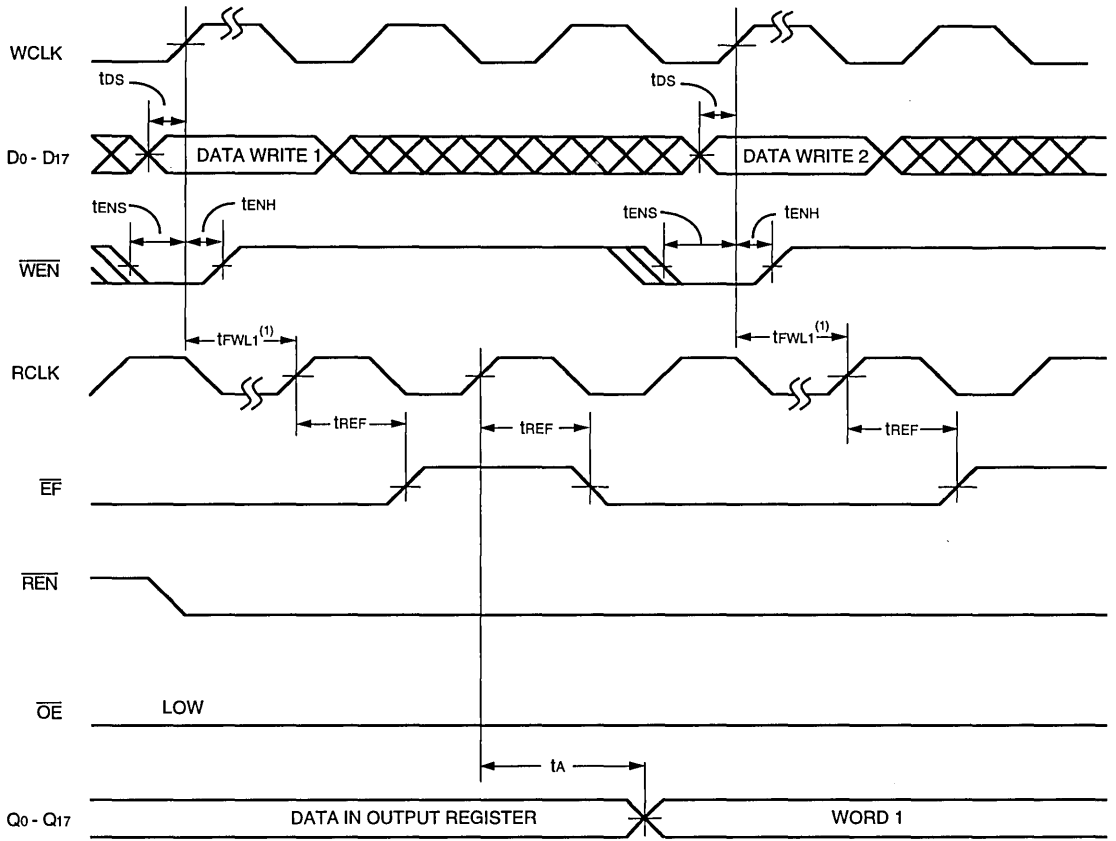 WCLK
tDS
tDS
D0 - D17
DATA WRITE 1
DATA WRITE 2
tENS
tENH
tENS
tENH
WEN
tFWL1(1)
tFWL1(1)
RCLK
tREF
tREF
tREF
EF
REN
OE
LOW
tA
Q0 - Q17
DATA IN OUTPUT REGISTER
WORD 1